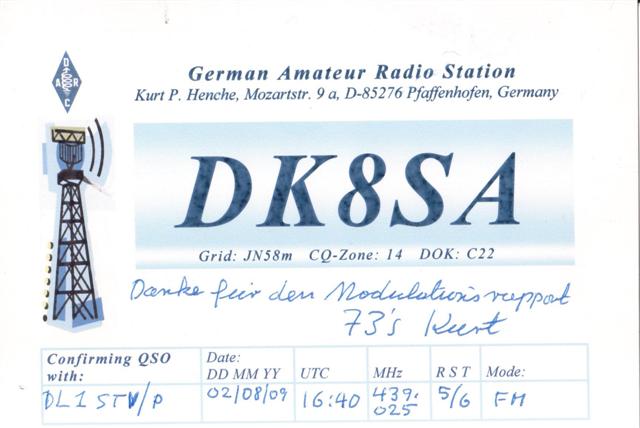 D
A R
C
German Amateur Radio Station
Kurt P. Henche, Mozartstr. 9 a, D-85276 Pfaffenhofen, Germany
DK8SA
Grid: JN58m CQ-Zone: 14 DOK: C22
Danke für den Modulationsrapport
73's Kurt
Confirming QSO with: Date: DD MM YY UTC MHz R S T Mode:
DL1STV/P 02/08/09 16:40 439.025 5/6 FM